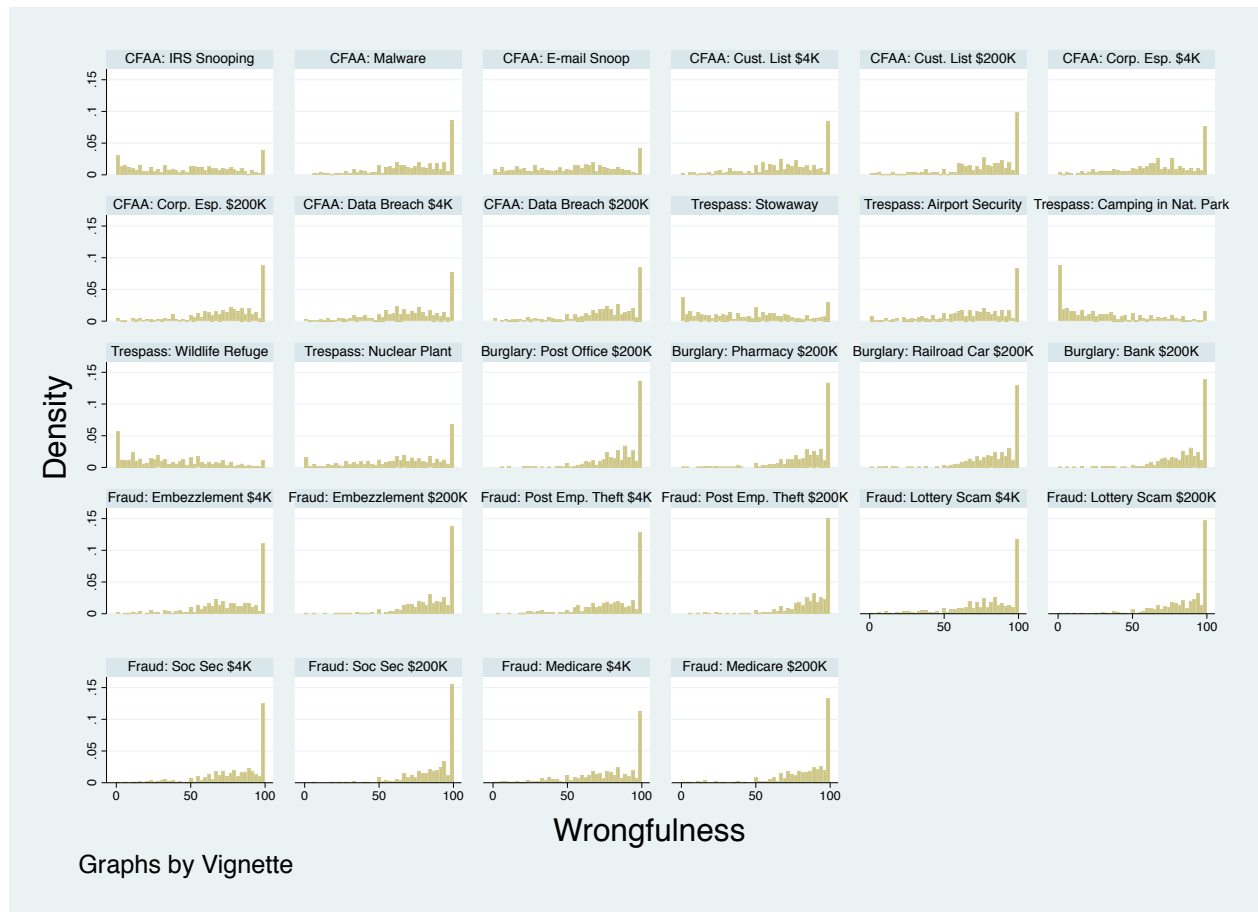 CFAA: IRS Snooping CFAA: Malware CFAA: E-mail Snoop CFAA: Cust. List $4K CFAA: Cust. List $200K CFAA: Corp. Esp. $4K
.15
.1
.05
0
CFAA: Corp. Esp. $200K CFAA: Data Breach $4K CFAA: Data Breach $200K Trespass: Stowaway Trespass: Airport Security Trespass: Camping in Nat. Park
.15
.1
.05
0
Trespass: Wildlife Refuge Trespass: Nuclear Plant Burglary: Post Office $200K Burglary: Pharmacy $200K Burglary: Railroad Car $200K Burglary: Bank $200K
.15
.1
.05
0
Density
Fraud: Embezzlement $4K Fraud: Embezzlement $200K Fraud: Post Emp. Theft $4K Fraud: Post Emp. Theft $200K Fraud: Lottery Scam $4K Fraud: Lottery Scam $200K
.15
.1
.05
0
0 50 100 0 50 100
Fraud: Soc Sec $4K Fraud: Soc Sec $200K Fraud: Medicare $4K Fraud: Medicare $200K
.15
.1
.05
0
0 50 100 0 50 100 0 50 100 0 50 100
Wrongfulness
Graphs by Vignette